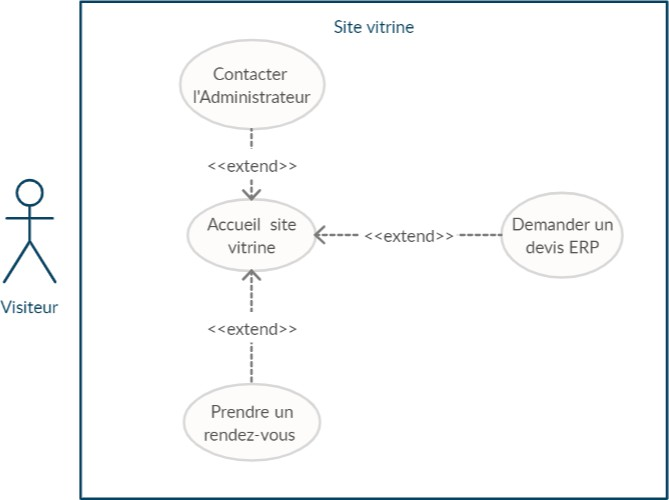 Site vitrine
Contacter
l'Administrateur
<<extend>>
Accueil site
vitrine
<<extend>>
Demander un
devis ERP
Visiteur
<<extend>>
Prendre un
rendez-vous